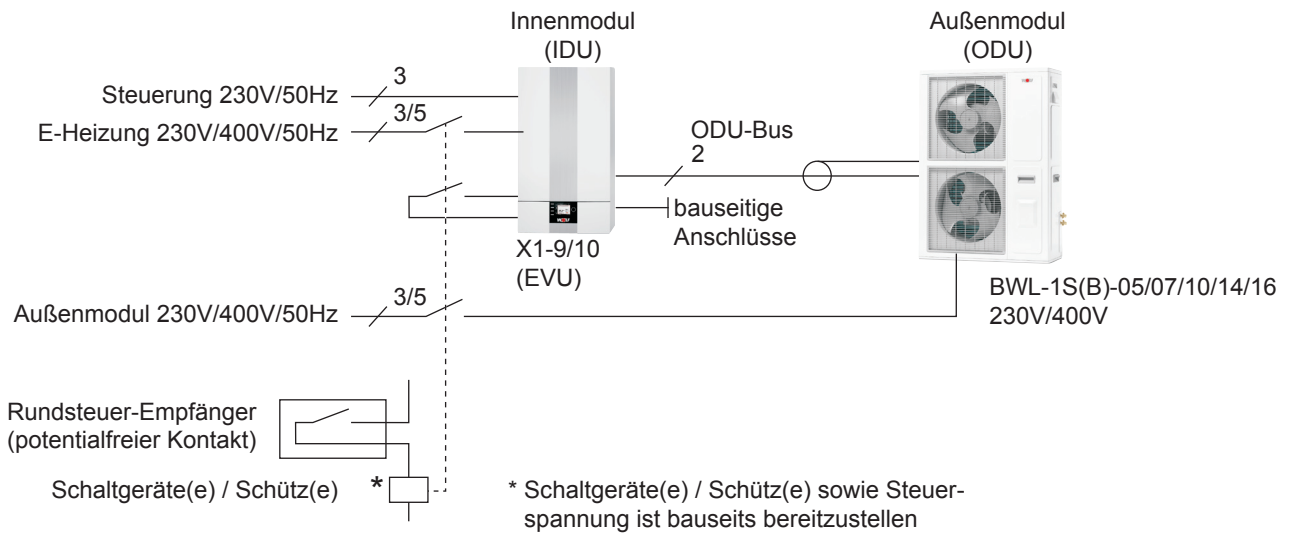 Innenmodul
(IDU)
Außenmodul
(ODU)
Steuerung 230V/50Hz
3
E-Heizung 230V/400V/50Hz
3/5
ODU-Bus
2
bauseitige
Anschlüsse
X1-9/10
(EVU)
BWL-1S(B)-05/07/10/14/16
230V/400V
Außenmodul 230V/400V/50Hz
3/5
Rundsteuer-Empfänger
(potentialfreier Kontakt)
Schaltgeräte(e) / Schütz(e)
*
* Schaltgeräte(e) / Schütz(e) sowie Steuer-
spannung ist bauseits bereitzustellen